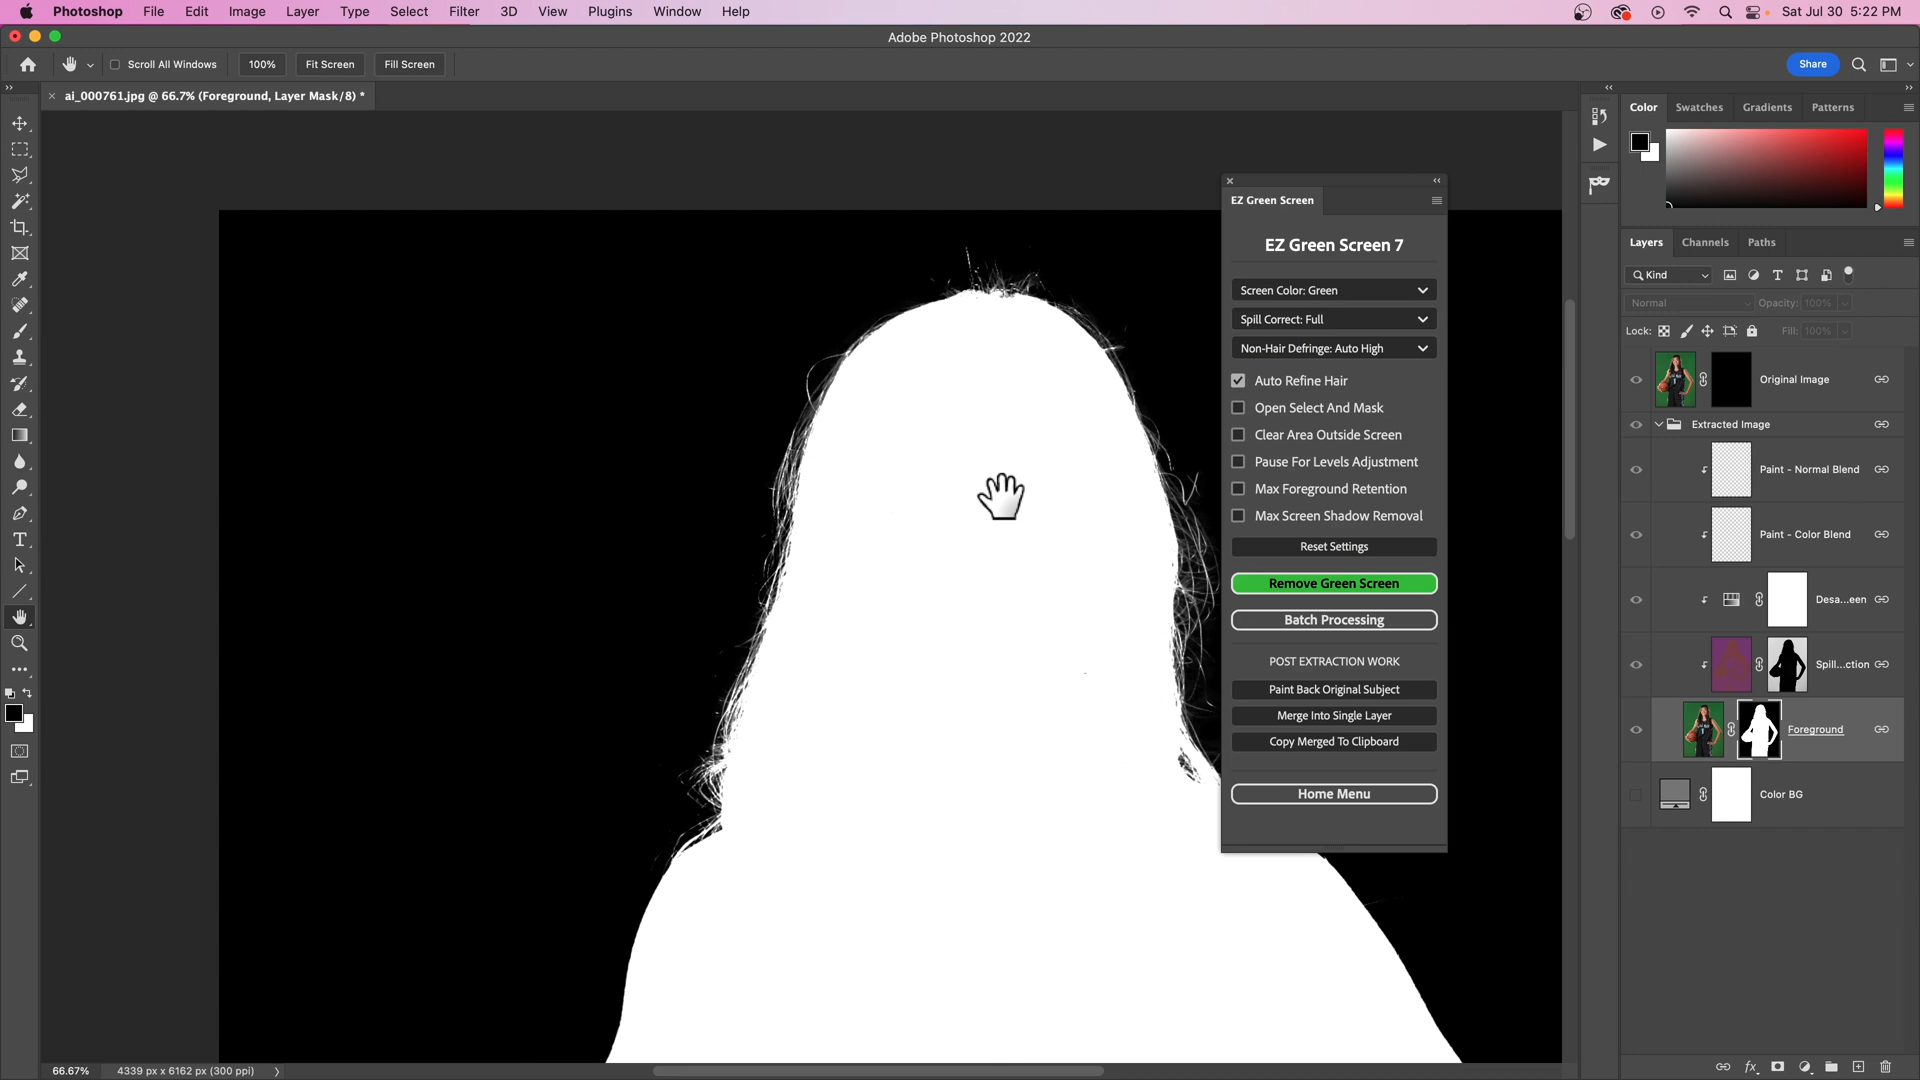 Photoshop File Edit Image Layer Type Select Filter 3D View Plugins Window Help Sat Jul 30 5:22 PM
Adobe Photoshop 2022
Scroll All Windows 100% Fit Screen Fill Screen Share
ai_000761.jpg @ 66.7% (Foreground, Layer Mask/8) *
Color Swatches Gradients Patterns
EZ Green Screen
EZ Green Screen 7
Screen Color: Green
Spill Correct: Full
Non-Hair Defringe: Auto High
Auto Refine Hair
Open Select And Mask
Clear Area Outside Screen
Pause For Levels Adjustment
Max Foreground Retention
Max Screen Shadow Removal
Reset Settings
Remove Green Screen
Batch Processing
POST EXTRACTION WORK
Paint Back Original Subject
Merge Into Single Layer
Copy Merged To Clipboard
Home Menu
Layers Channels Paths
Kind
Normal Opacity: 100%
Lock: Fill: 100%
Original Image
Extracted Image
Paint - Normal Blend
Paint - Color Blend
Desa...een
Spill...ction
Foreground
Color BG
66.67% 4339 px x 6162 px (300 ppi)